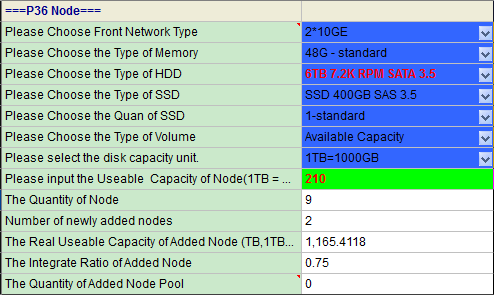 ===P36 Node===
Please Choose Front Network Type 2*10GE
Please Choose the Type of Memory 48G - standard
Please Choose the Type of HDD 6TB 7.2K RPM SATA 3.5
Please Choose the Type of SSD SSD 400GB SAS 3.5
Please Choose the Quan of SSD 1-standard
Please Choose the Type of Volume Available Capacity
Please select the disk capacity unit. 1TB=1000GB
Please input the Useable Capacity of Node(1TB = ... 210
The Quantity of Node 9
Number of newly added nodes 2
The Real Useable Capacity of Added Node (TB,1TB... 1,165.4118
The Integrate Ratio of Added Node 0.75
The Quantity of Added Node Pool 0